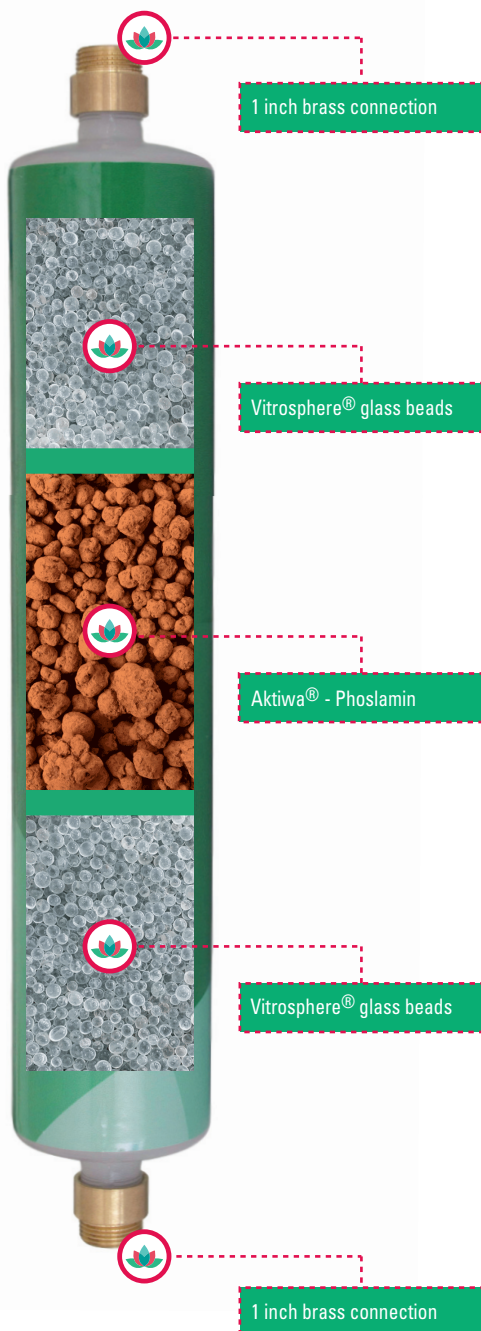 1 inch brass connection
Vitrosphere® glass beads
Aktiwa® - Phoslamin
Vitrosphere® glass beads
1 inch brass connection